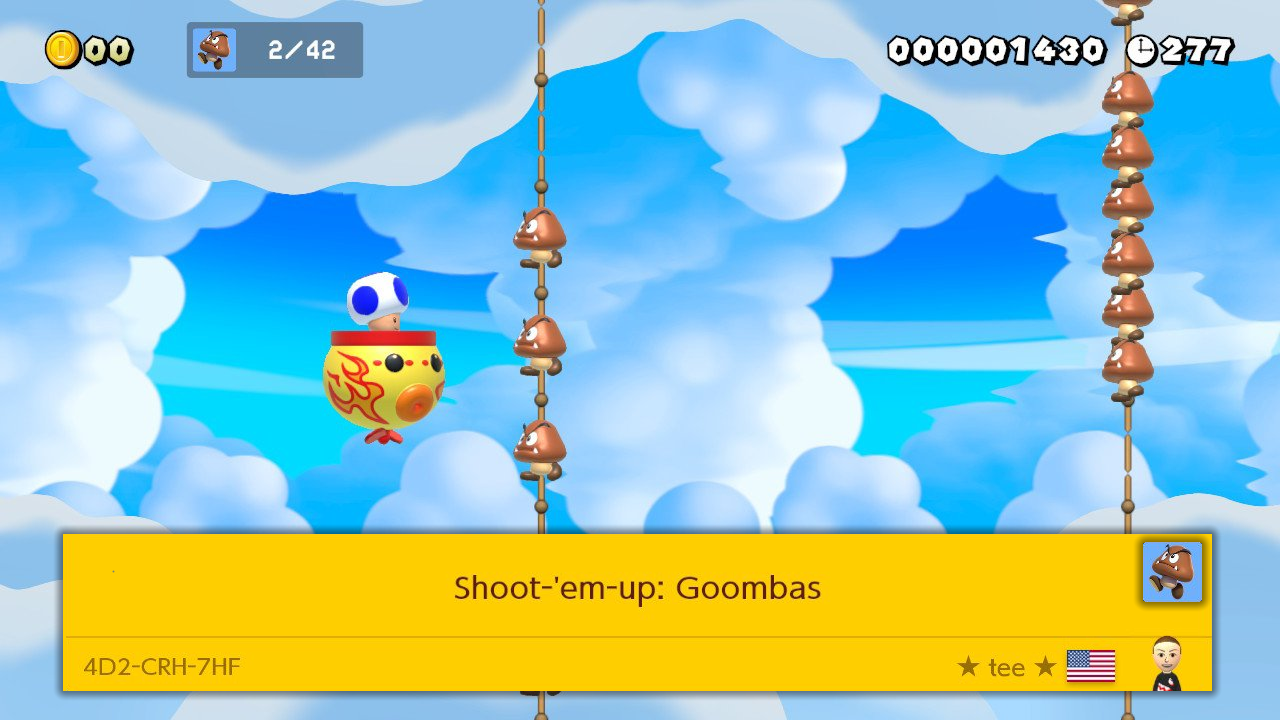 00
2/42
000001430
277
Shoot-'em-up: Goombas
4D2-CRH-7HF
★ tee ★